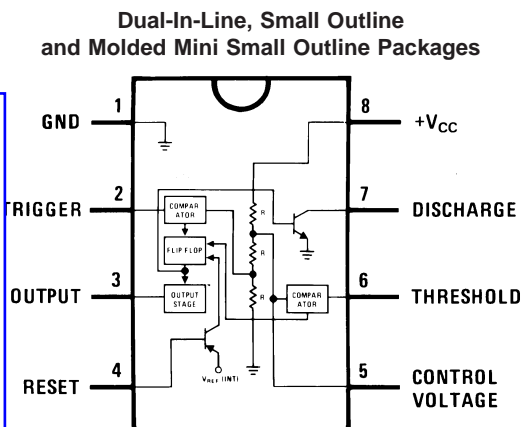 Dual-In-Line, Small Outline
and Molded Mini Small Outline Packages
1
8
GND
+VCC
2
7
TRIGGER
COMPAR
ATOR
R
DISCHARGE
FLIP FLOP
R
3
6
OUTPUT
OUTPUT
STAGE
R
COMPAR
ATOR
THRESHOLD
4
5
RESET
VREF (INT)
CONTROL
VOLTAGE